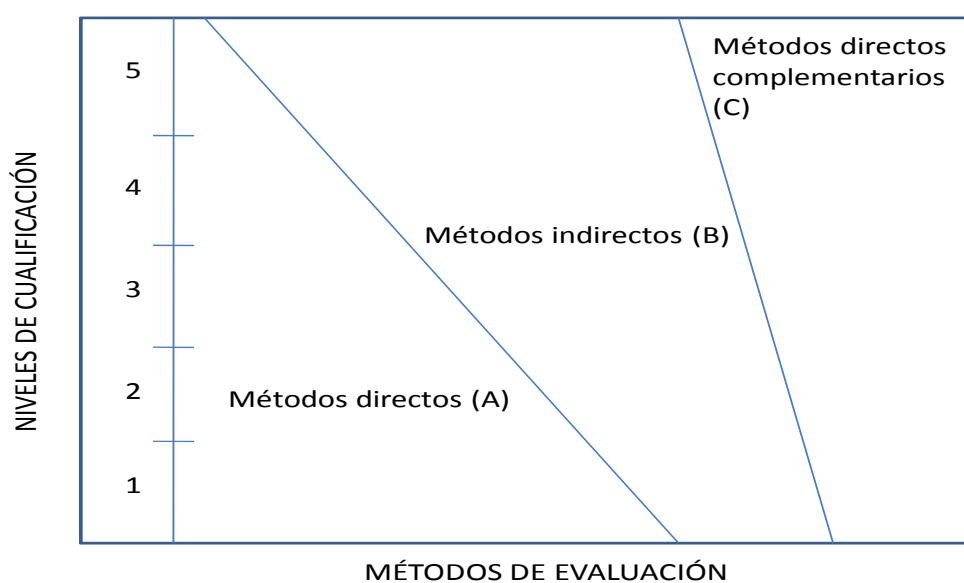 NIVELES DE CUALIFICACIÓN
5
4
3
2
1
Métodos directos
complementarios
(C)
Métodos indirectos (B)
Métodos directos (A)
MÉTODOS DE EVALUACIÓN